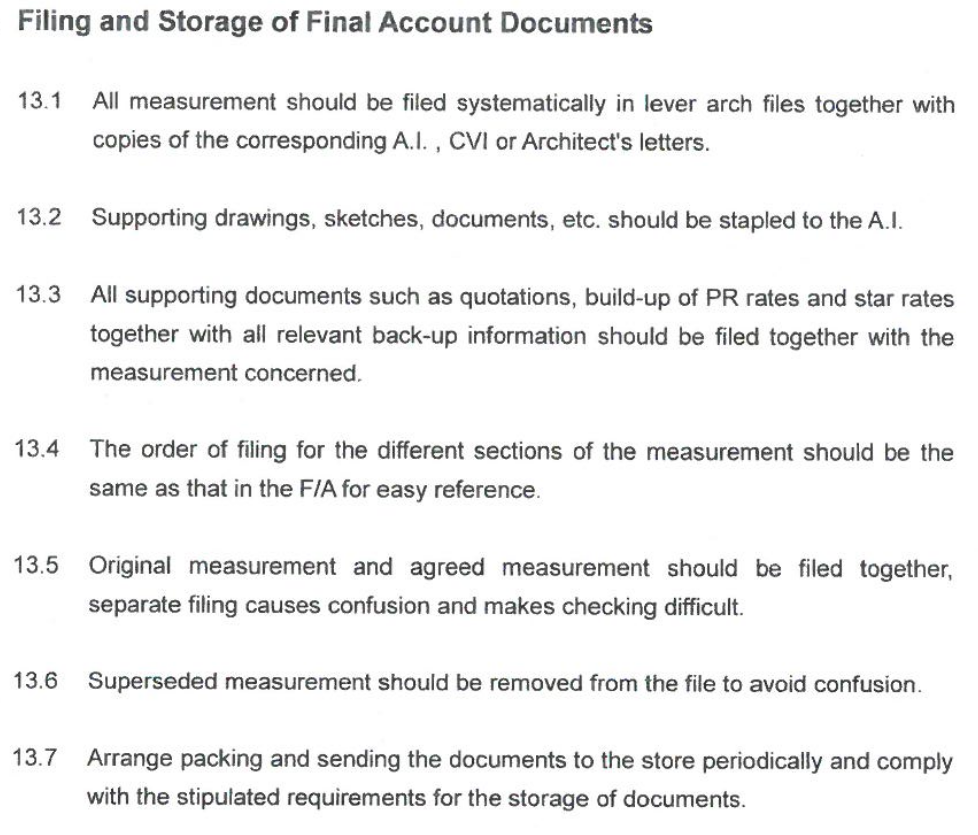 Filing and Storage of Final Account Documents
13.1 All measurement should be filed systematically in lever arch files together with
copies of the corresponding A.I. , CVI or Architect's letters.
13.2 Supporting drawings, sketches, documents, etc. should be stapled to the A.I.
13.3 All supporting documents such as quotations, build-up of PR rates and star rates
together with all relevant back-up information should be filed together with the
measurement concerned.
13.4 The order of filing for the different sections of the measurement should be the
same as that in the F/A for easy reference.
13.5 Original measurement and agreed measurement should be filed together,
separate filing causes confusion and makes checking difficult.
13.6 Superseded measurement should be removed from the file to avoid confusion.
13.7 Arrange packing and sending the documents to the store periodically and comply
with the stipulated requirements for the storage of documents.